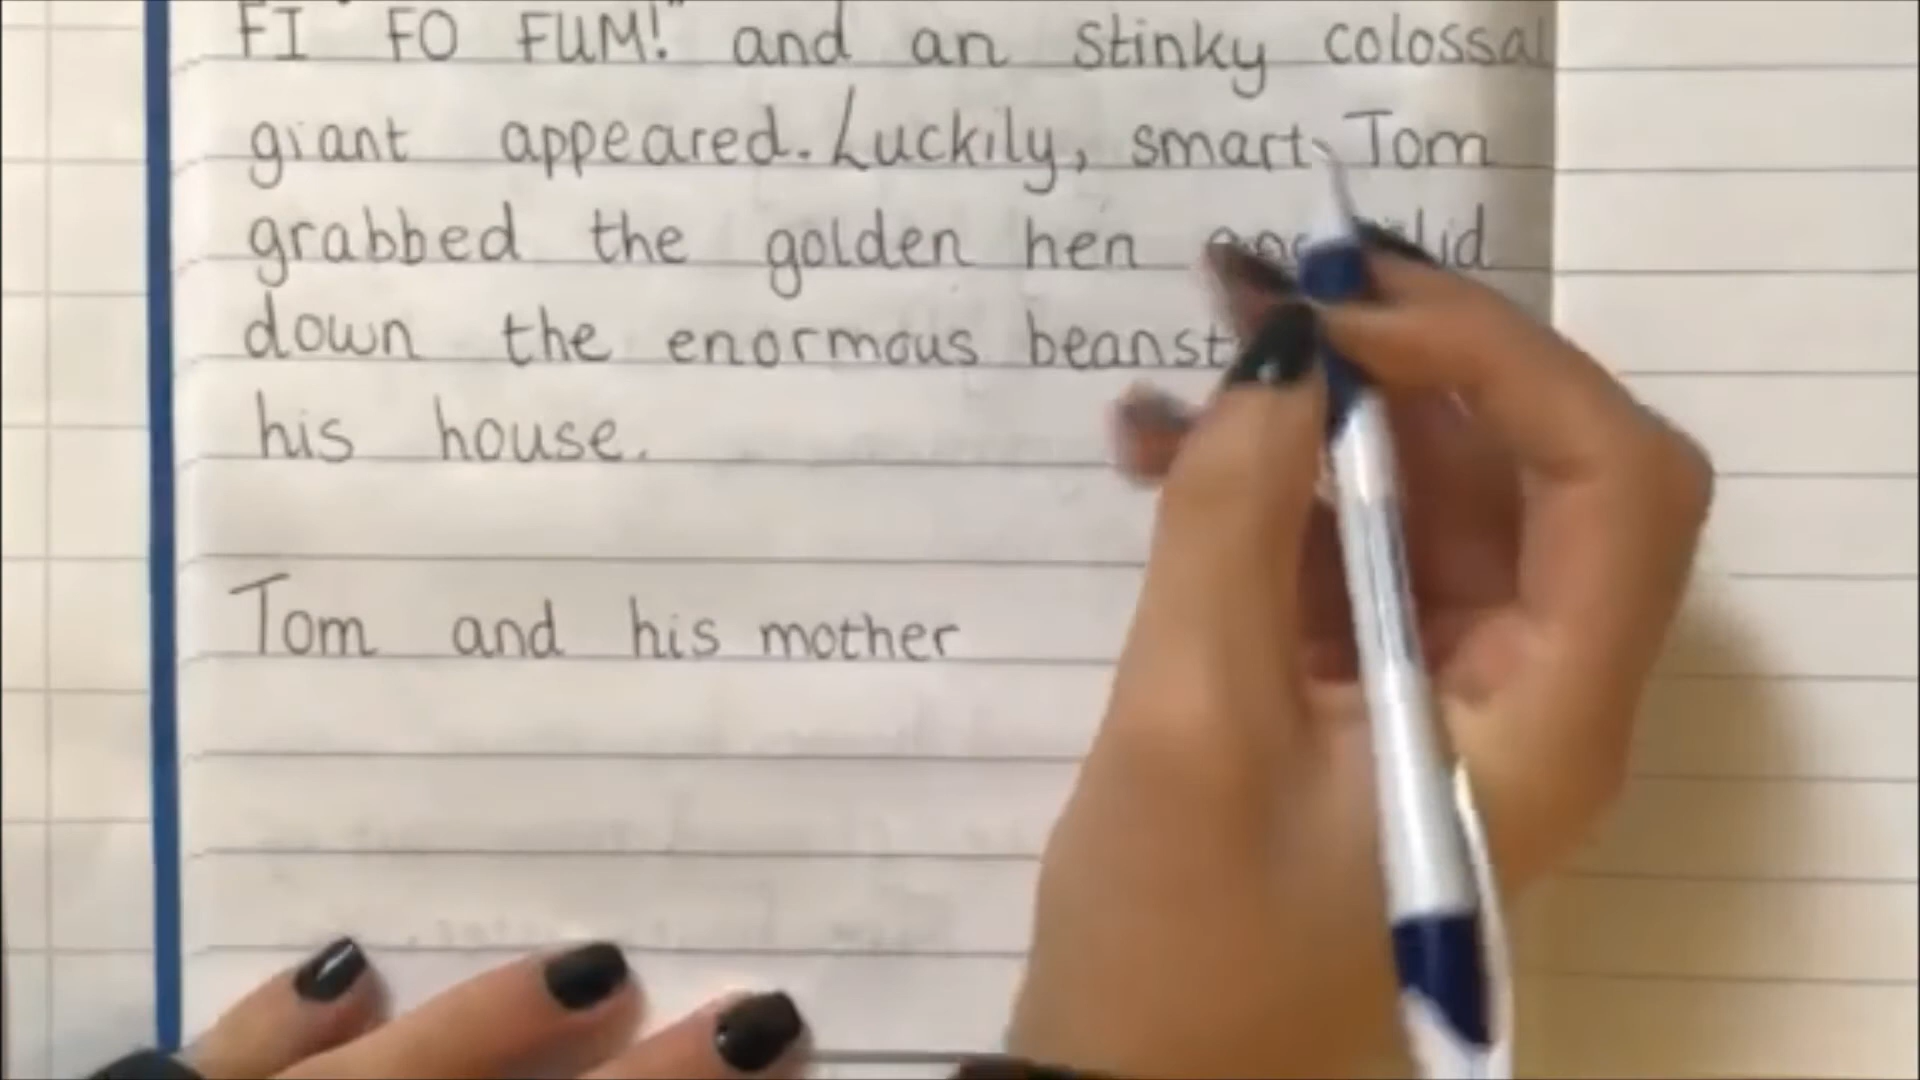 FI FO FUM!" and an stinky colossal
giant appeared. Luckily, smart Tom
grabbed the golden hen
down the enormous
his house.
Tom and his mother